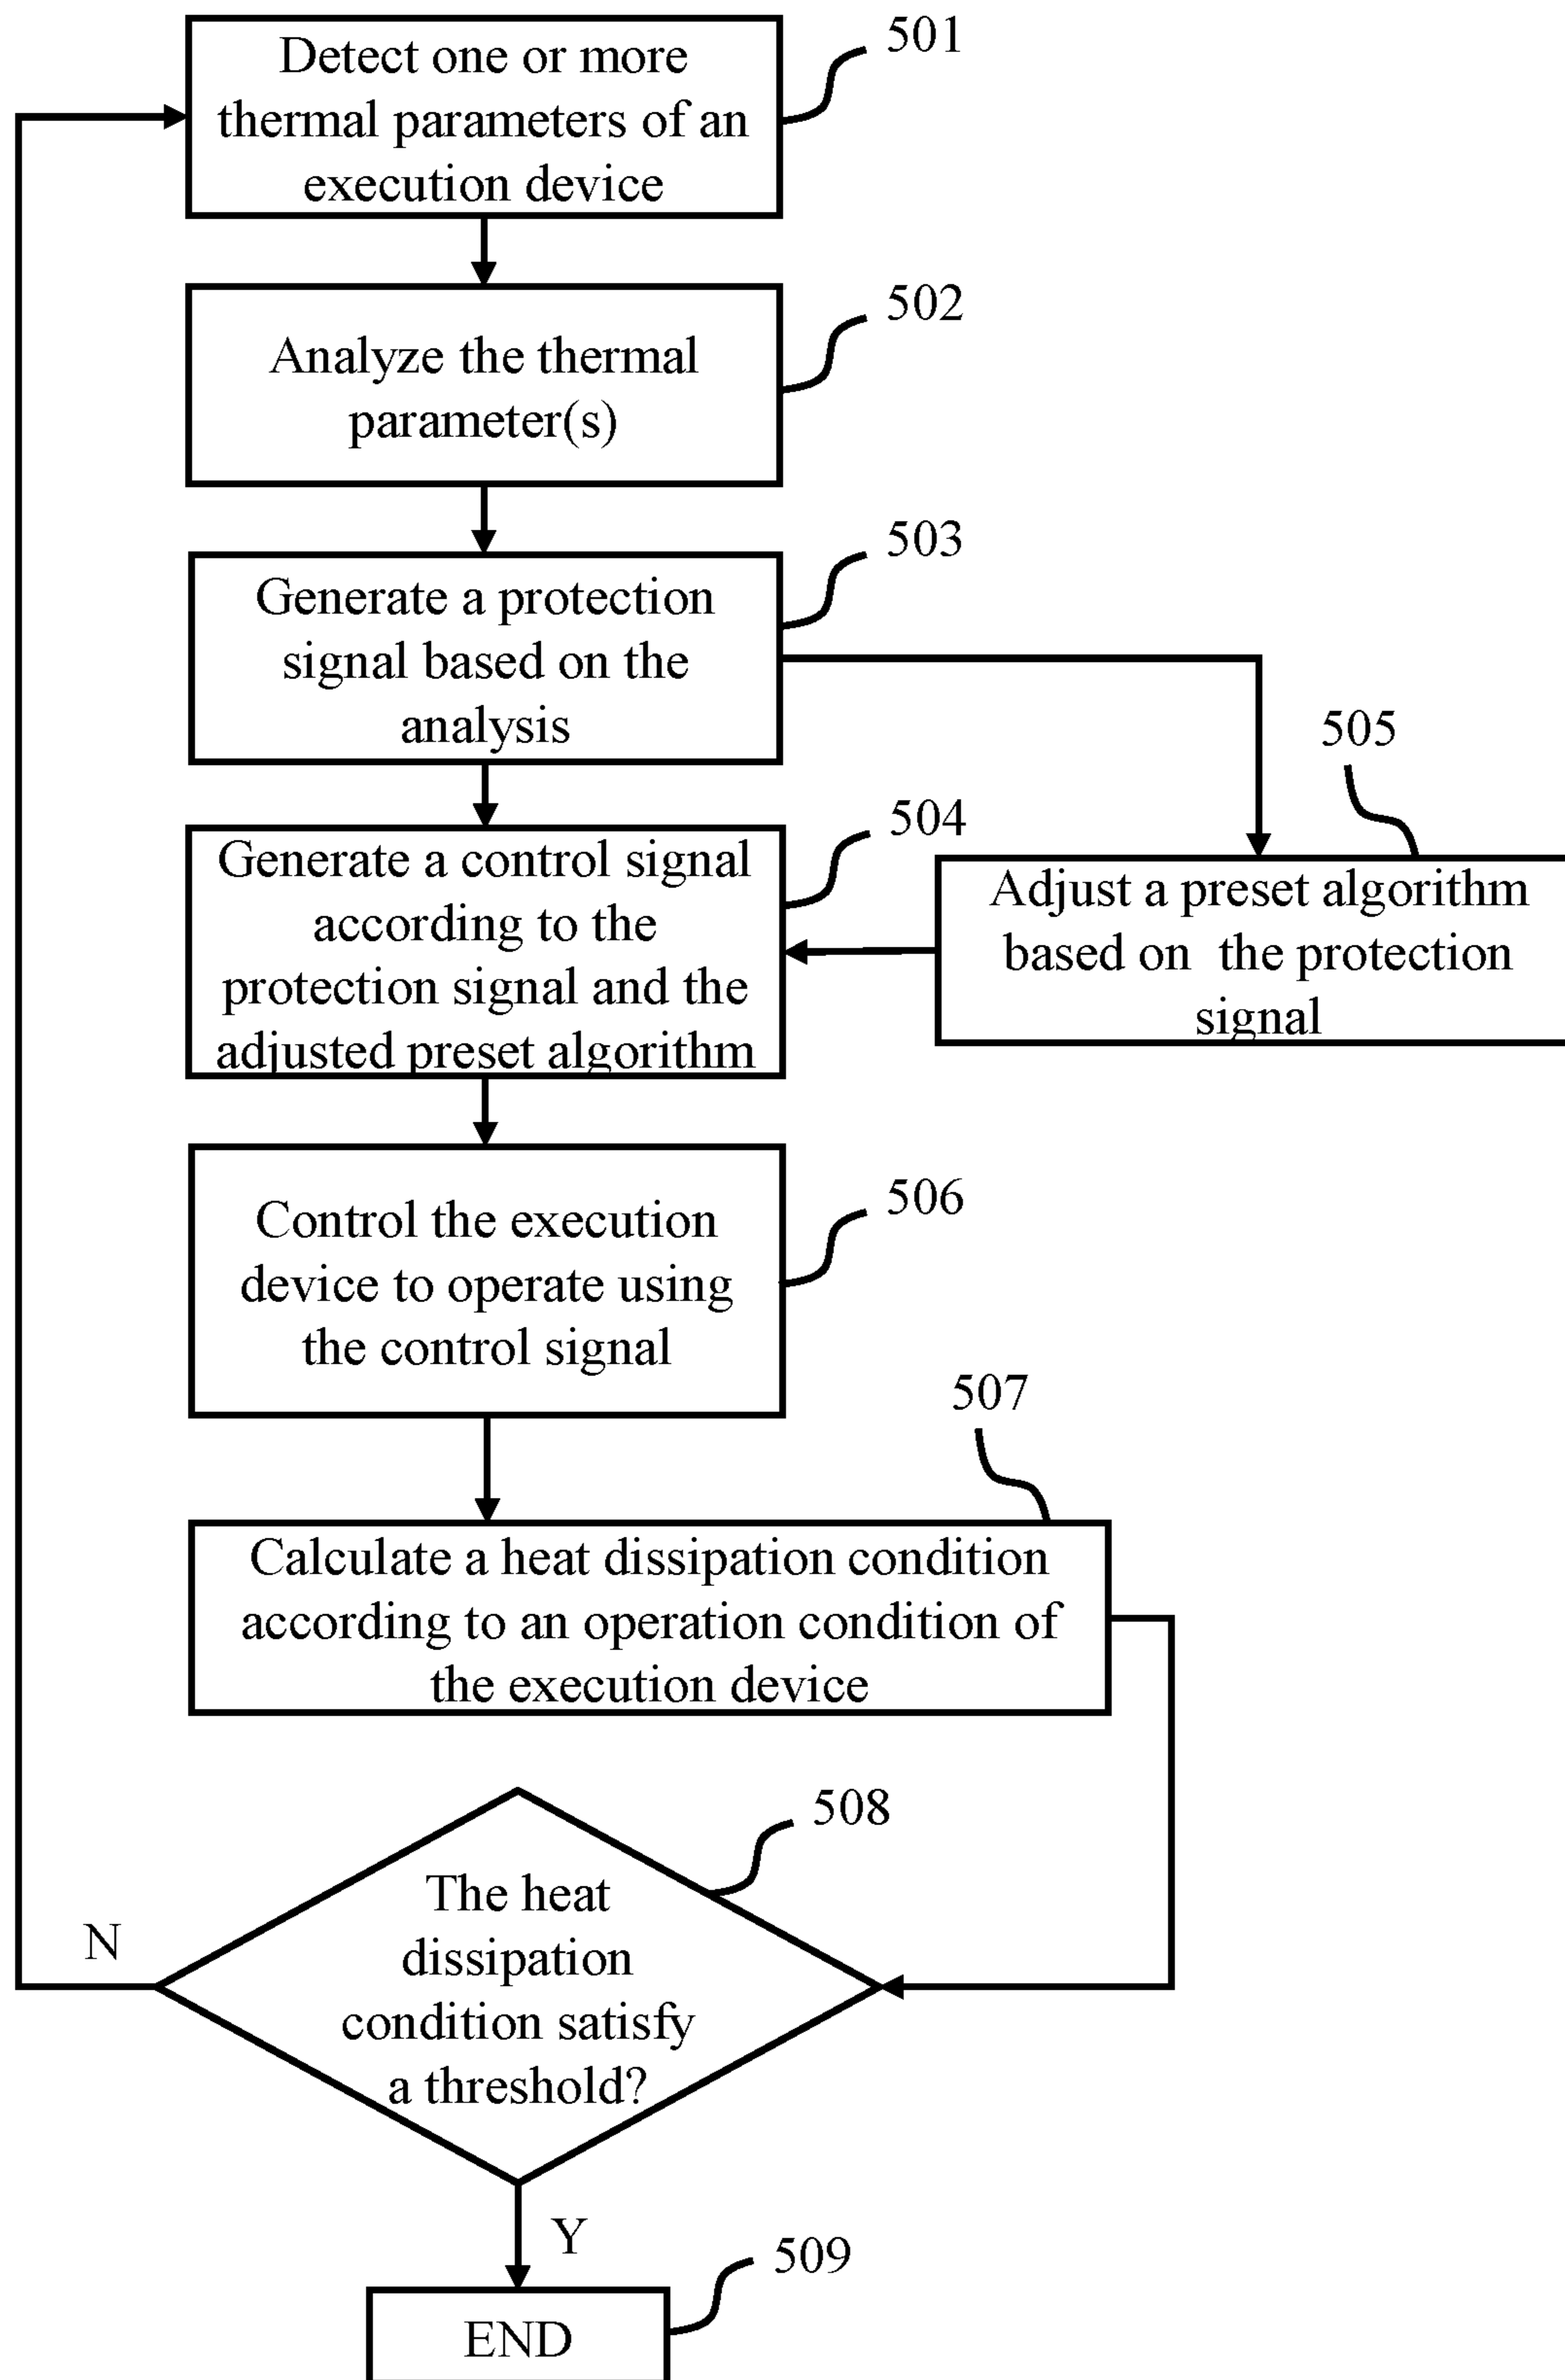 Detect one or more
thermal parameters of an
execution device
501
Analyze the thermal
parameter(s)
502
Generate a protection
signal based on the
analysis
503
Generate a control signal
according to the
protection signal and the
adjusted preset algorithm
504
Adjust a preset algorithm
based on the protection
signal
505
Control the execution
device to operate using
the control signal
506
Calculate a heat dissipation condition
according to an operation condition of
the execution device
507
The heat
dissipation
condition satisfy
a threshold?
508
N
Y
END
509